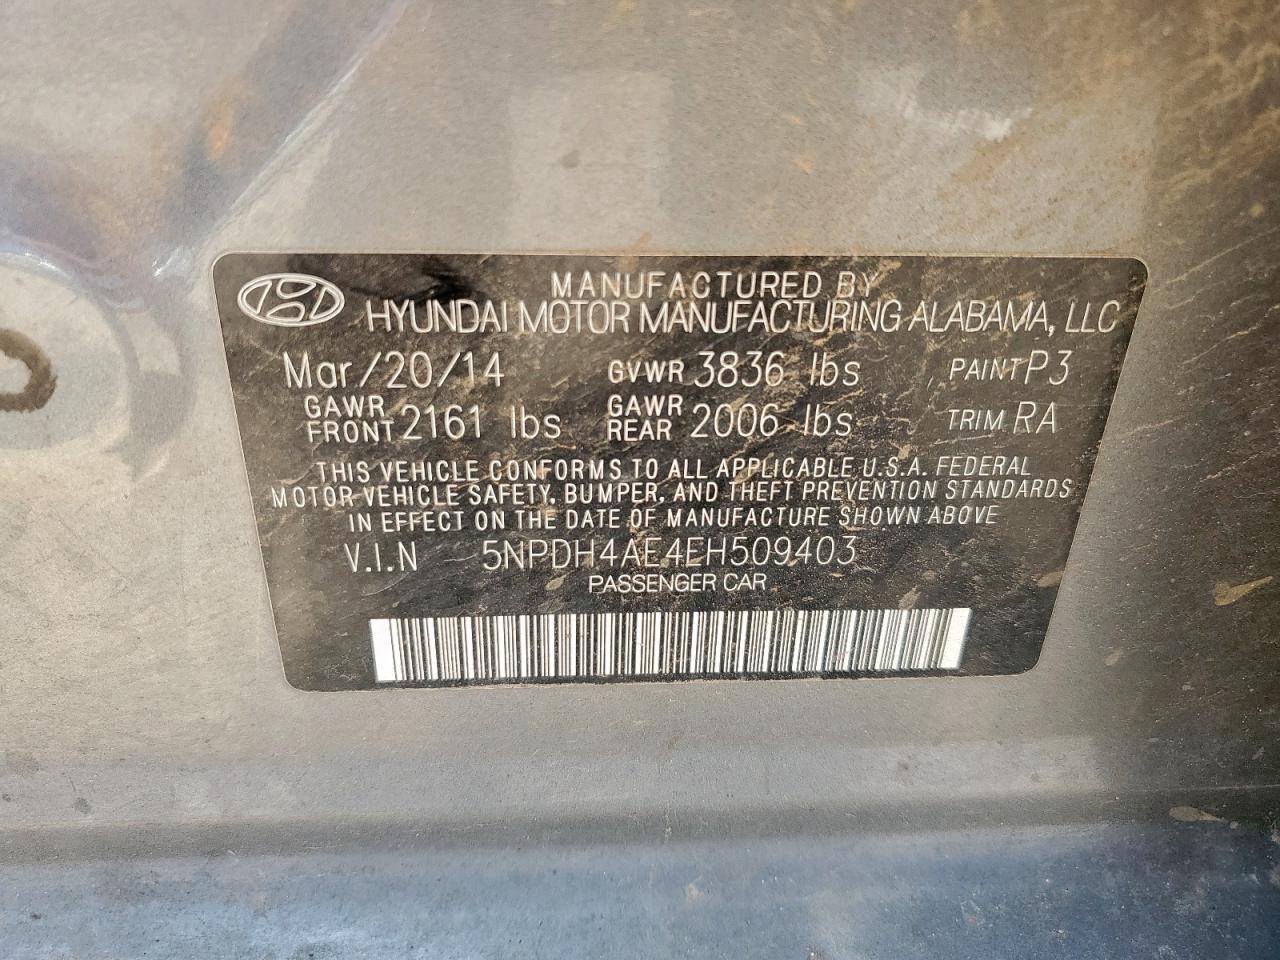 MANUFACTURED BY
HYUNDAI MOTOR MANUFACTURING ALABAMA, LLC
Mar/20/14 GVWR 3836 lbs PAINT P3
GAWR FRONT 2161 lbs GAWR REAR 2006 lbs TRIM RA
THIS VEHICLE CONFORMS TO ALL APPLICABLE U.S.A. FEDERAL
MOTOR VEHICLE SAFETY, BUMPER, AND THEFT PREVENTION STANDARDS
IN EFFECT ON THE DATE OF MANUFACTURE SHOWN ABOVE
V.I.N 5NPDH4AE4EH509403
PASSENGER CAR